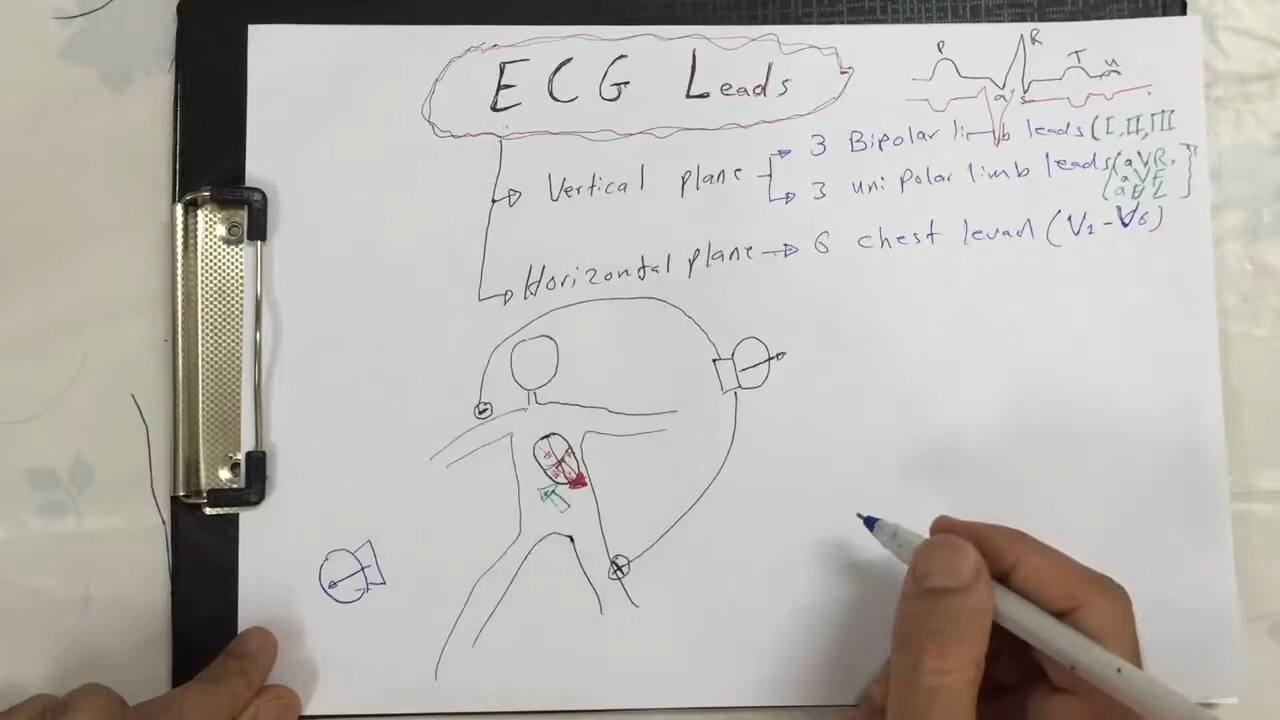 ECG Leads
P R T u
Q s
3 Bipolar limb leads (I, II, III
Vertical plane
3 uni polar limb leads (aVR,
aVF
aVL
Horizontal plane → 6 chest levad (V1-V6)
-
+